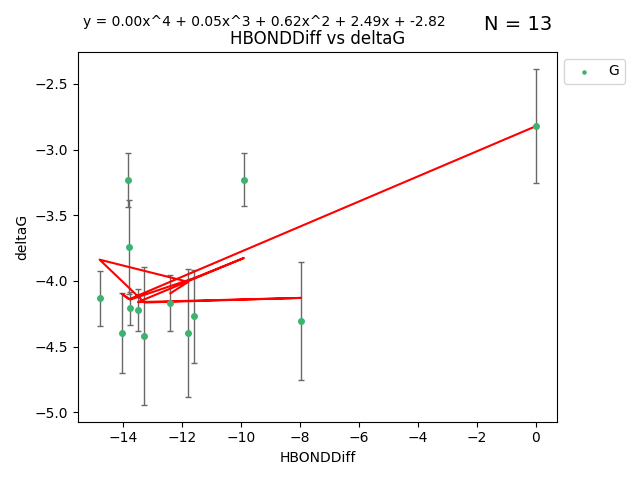 y = 0.00x^4 + 0.05x^3 + 0.62x^2 + 2.49x + -2.82
N = 13
HBONDDiff vs deltaG
G
−2.5
−3.0
−3.5
−4.0
−4.5
−5.0
deltaG
−14 −12 −10 −8 −6 −4 −2 0
HBONDDiff